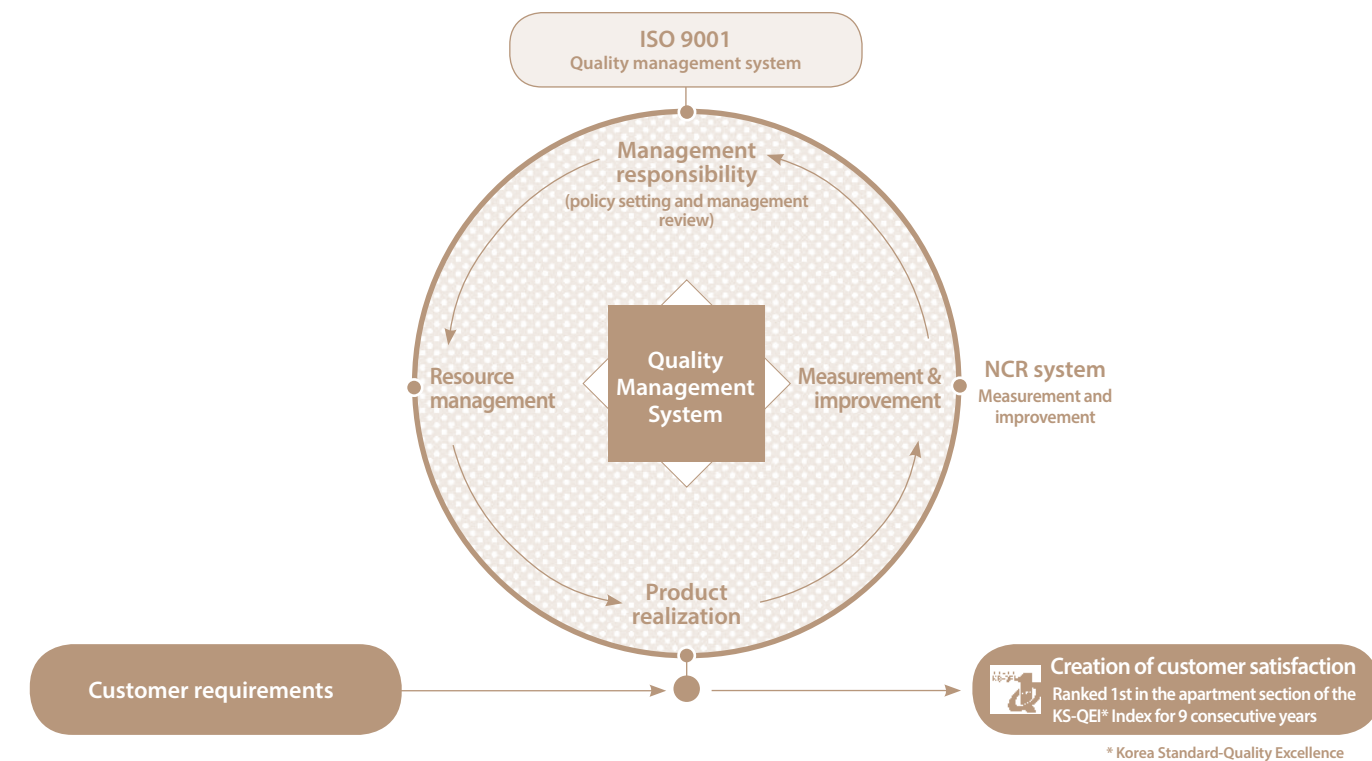 ISO 9001
Quality management system
Management
responsibility
(policy setting and management
review)
Quality
Management
System
Resource
management
Measurement &
improvement
NCR system
Measurement and
improvement
Product
realization
Customer requirements
Creation of customer satisfaction
Ranked 1st in the apartment section of the
KS-QEI* Index for 9 consecutive years
* Korea Standard-Quality Excellence